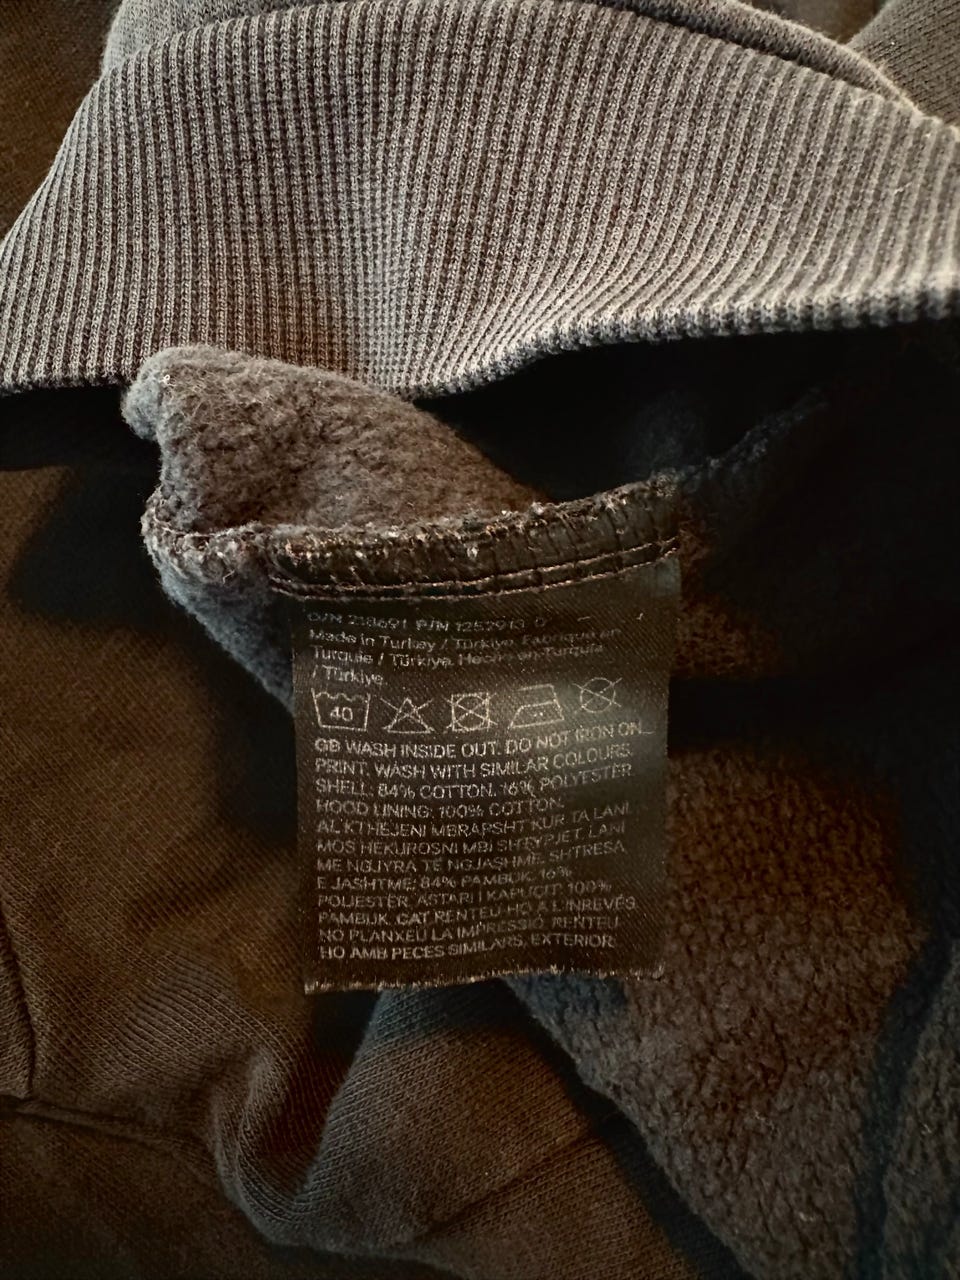 O/N 218691 P/N 1252913
Made in Turkey / Türkiye. Fabriqué en
Turquie / Türkiye. Hecho en Turquía
/ Türkiye
40
GB WASH INSIDE OUT. DO NOT IRON ON
PRINT. WASH WITH SIMILAR COLOURS.
SHELL: 84% COTTON. 16% POLYESTER.
HOOD LINING: 100% COTTON.
AL KTHEJENI MBRAPSHT KUR TA LANI.
MOS HEKUROSNI MBI SHTYPJET. LANI
ME NGJYRA TË NGJASHME. SHTRESA
E JASHTME: 84% PAMBUK. 16%
POLIESTËR. ASTARI I KAPUÇIT: 100%
PAMBUK. CAT RENTEU-HO A L'INREVÉS.
NO PLANXEU LA IMPRESSIÓ. RENTEU-
HO AMB PECES SIMILARS. EXTERIOR: